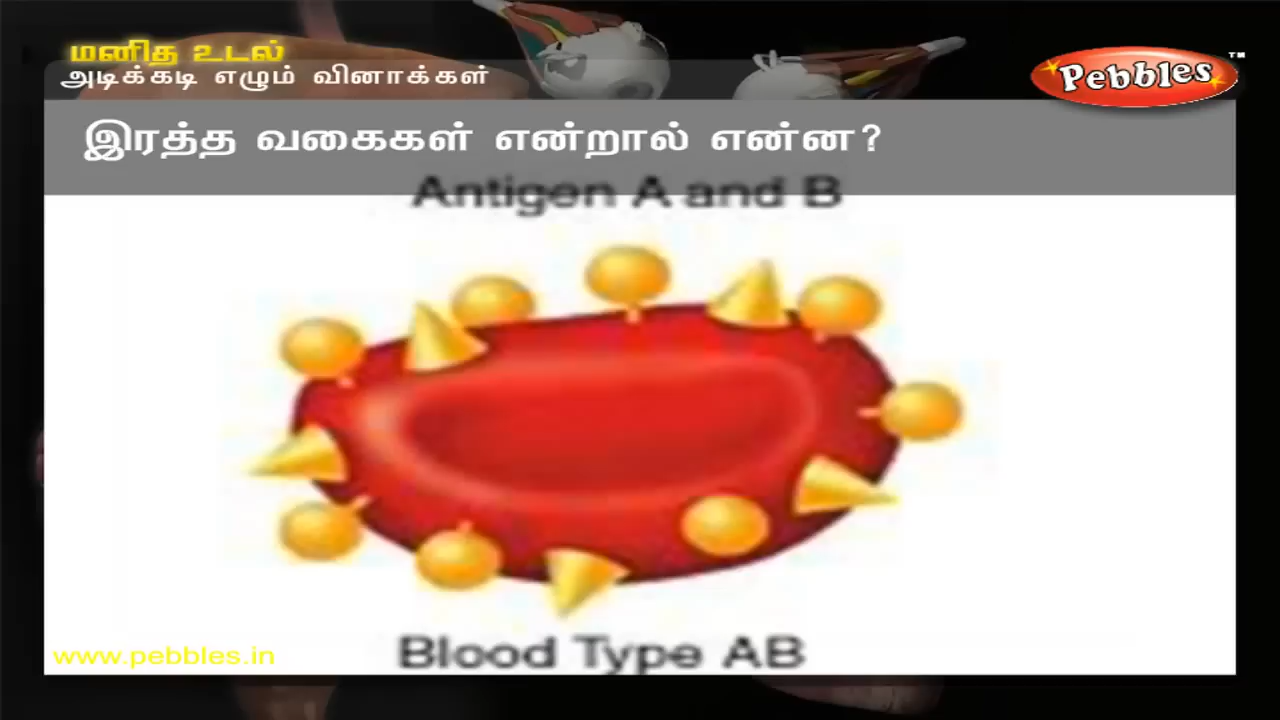 மனித உடல்
அடிக்கடி எழும் வினாக்கள்
Pebbles™
இரத்த வகைகள் என்றால் என்ன?
Antigen A and B
Blood Type AB
www.pebbles.in